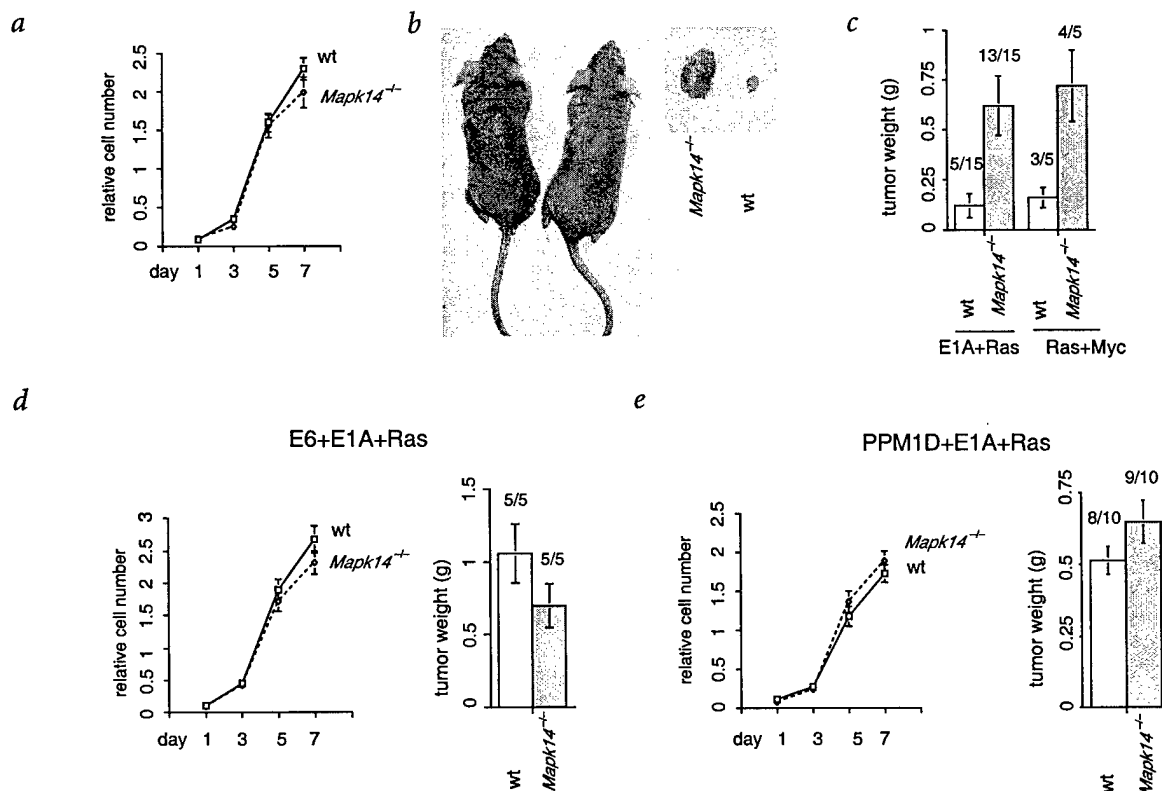 a
relative cell number
0
0.5
1
1.5
2
2.5
wt
Mapk14-/-
day 1 3 5 7
b
Mapk14-/-
wt
c
tumor weight (g)
0
0.25
0.5
0.75
1
5/15
13/15
3/5
4/5
wt
Mapk14-/-
wt
Mapk14-/-
E1A+Ras
Ras+Myc
d
E6+E1A+Ras
relative cell number
0
0.5
1
1.5
2
2.5
3
wt
Mapk14-/-
day 1 3 5 7
tumor weight (g)
0
0.5
1
1.5
5/5
5/5
wt
Mapk14-/-
e
PPM1D+E1A+Ras
relative cell number
0
0.5
1
1.5
2
2.5
Mapk14-/-
wt
day 1 3 5 7
tumor weight (g)
0
0.25
0.5
0.75
8/10
9/10
wt
Mapk14-/-